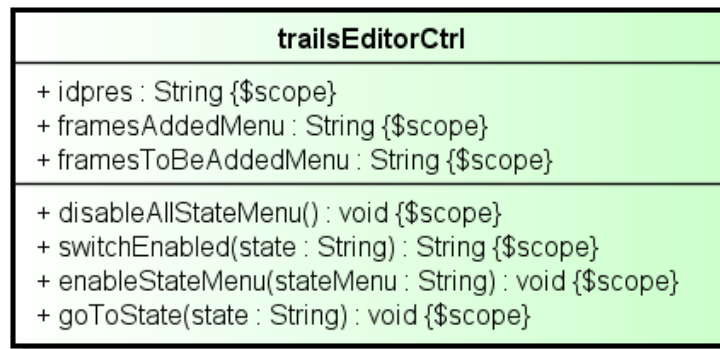 trailsEditorCtrl
+ idpres : String {$scope}
+ framesAddedMenu : String {$scope}
+ framesToBeAddedMenu : String {$scope}
+ disableAllStateMenu() : void {$scope}
+ switchEnabled(state : String) : String {$scope}
+ enableStateMenu(stateMenu : String) : void {$scope}
+ goToState(state : String) : void {$scope}